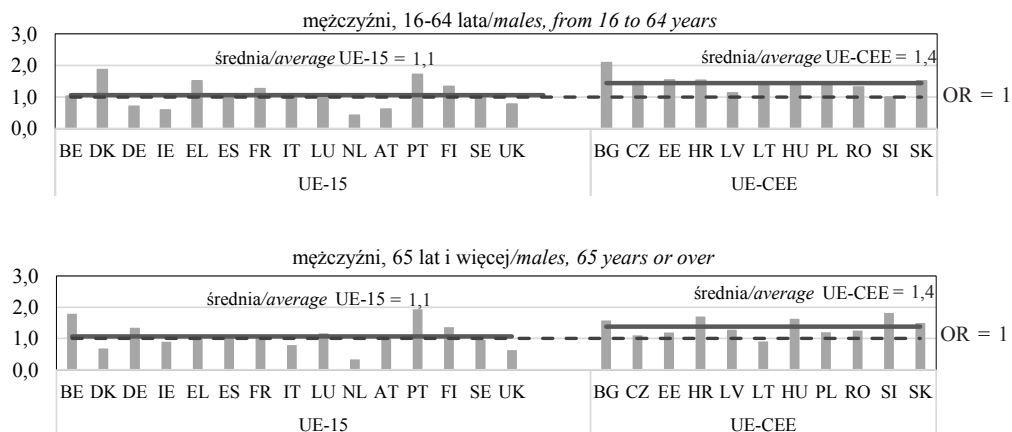 mężczyźni, 16-64 lata/males, from 16 to 64 years
3,0
średnia/average UE-15 = 1,1
średnia/average UE-CEE = 1,4
2,0
1,0
OR = 1
0,0
BE DK DE IE EL ES FR IT LU NL AT PT FI SE UK BG CZ EE HR LV LT HU PL RO SI SK
UE-15 UE-CEE
mężczyźni, 65 lat i więcej/males, 65 years or over
3,0
średnia/average UE-15 = 1,1
średnia/average UE-CEE = 1,4
2,0
1,0
OR = 1
0,0
BE DK DE IE EL ES FR IT LU NL AT PT FI SE UK BG CZ EE HR LV LT HU PL RO SI SK
UE-15 UE-CEE